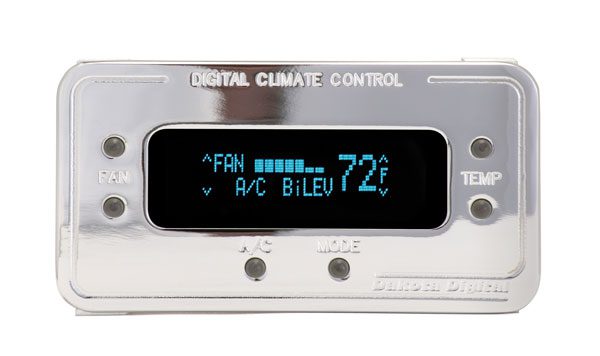 DIGITAL CLIMATE CONTROL
FAN
^FAN
A/C BiLEV
72 F
TEMP
A/C MODE
Dakota Digital